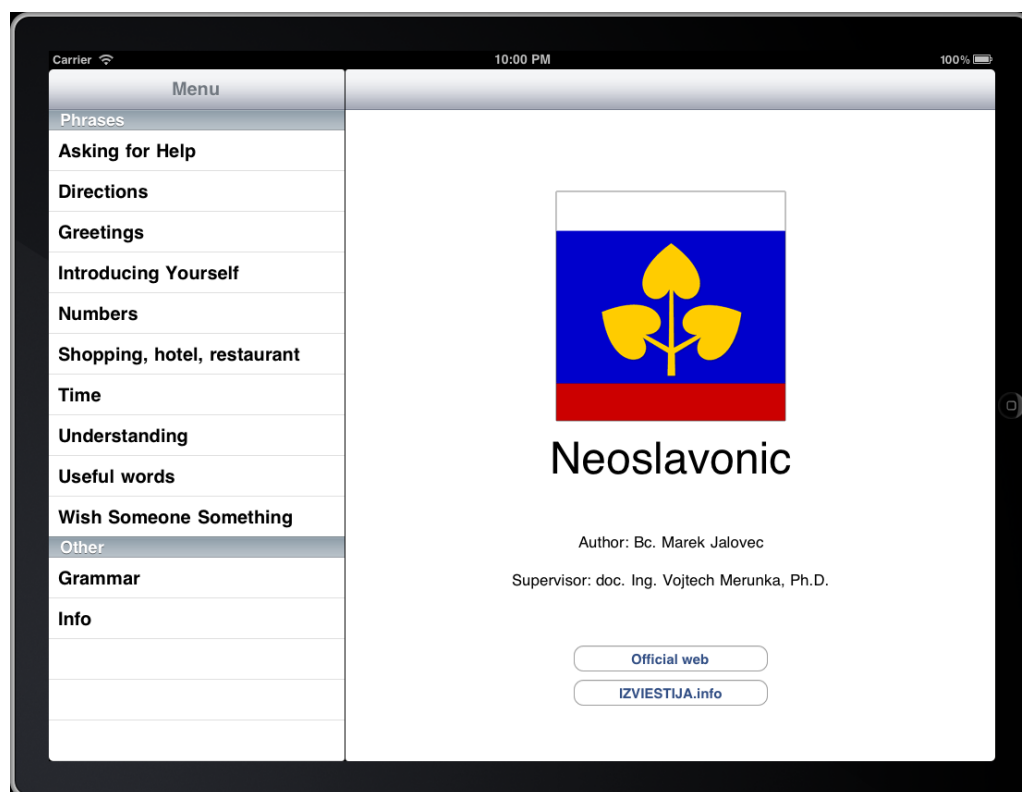 Carrier 10:00 PM 100%
Menu
Phrases
Asking for Help
Directions
Greetings
Introducing Yourself
Numbers
Shopping, hotel, restaurant
Time
Understanding
Useful words
Wish Someone Something
Other
Grammar
Info
Neoslavonic
Author: Bc. Marek Jalovec
Supervisor: doc. Ing. Vojtech Merunka, Ph.D.
Official web
IZVIESTIJA.info